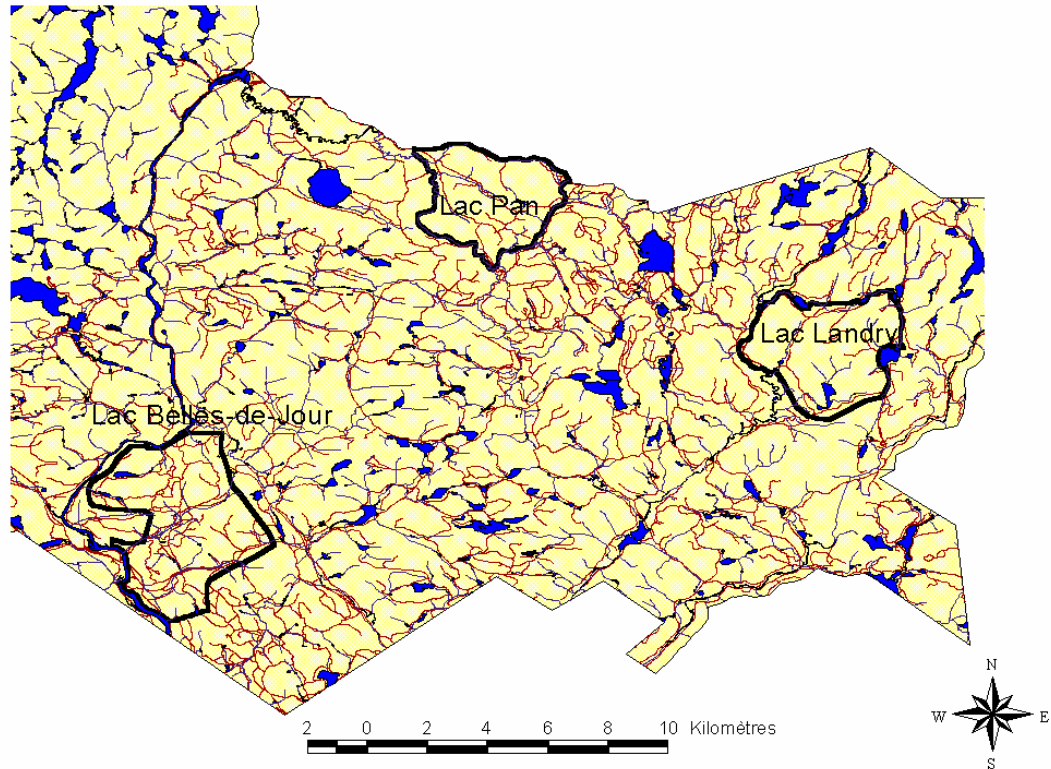 Lac Pan
Lac Landry
Lac Belles-de-Jour
N
W
E
S
2 0 2 4 6 8 10 Kilomètres